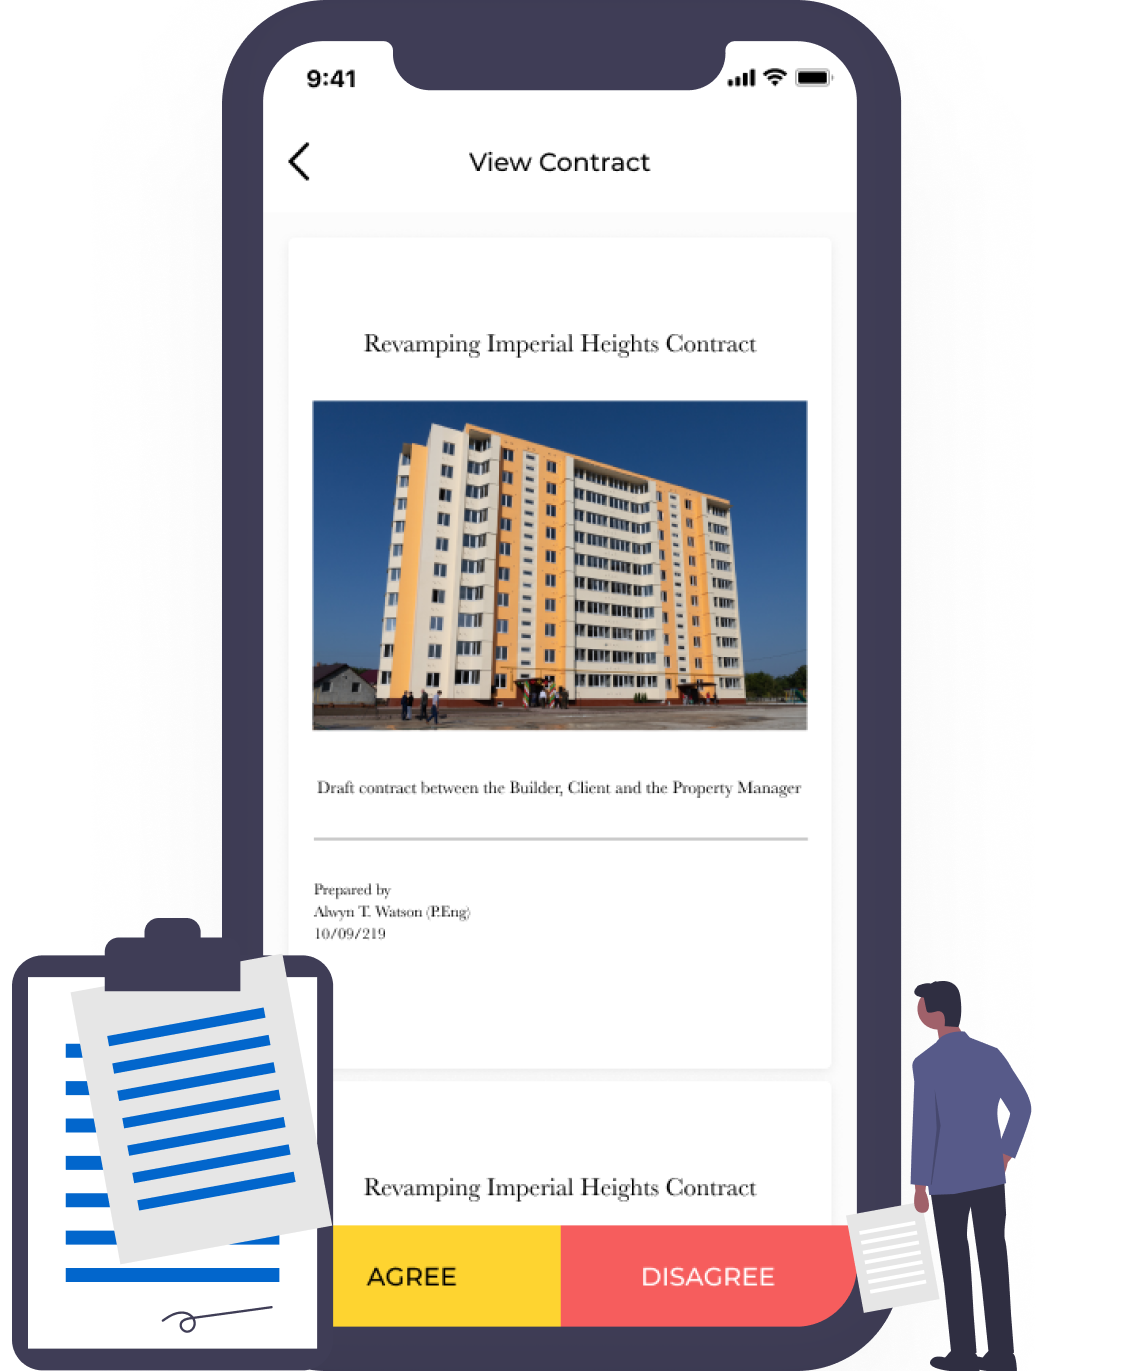 9:41
View Contract
Revamping Imperial Heights Contract
Draft contract between the Builder, Client and the Property Manager
Prepared by
Alwyn T. Watson (P.Eng)
10/09/219
Revamping Imperial Heights Contract
AGREE
DISAGREE